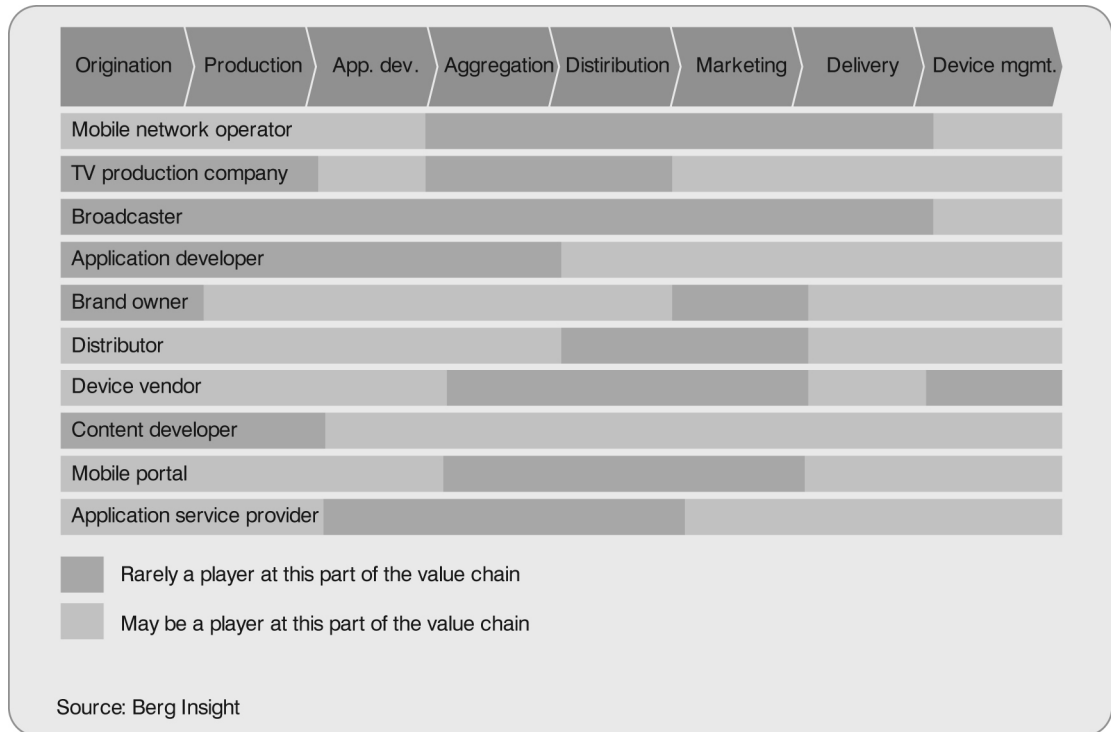 Origination Production App. dev. Aggregation Distiribution Marketing Delivery Device mgmt.
Mobile network operator
TV production company
Broadcaster
Application developer
Brand owner
Distributor
Device vendor
Content developer
Mobile portal
Application service provider
Rarely a player at this part of the value chain
May be a player at this part of the value chain
Source: Berg Insight